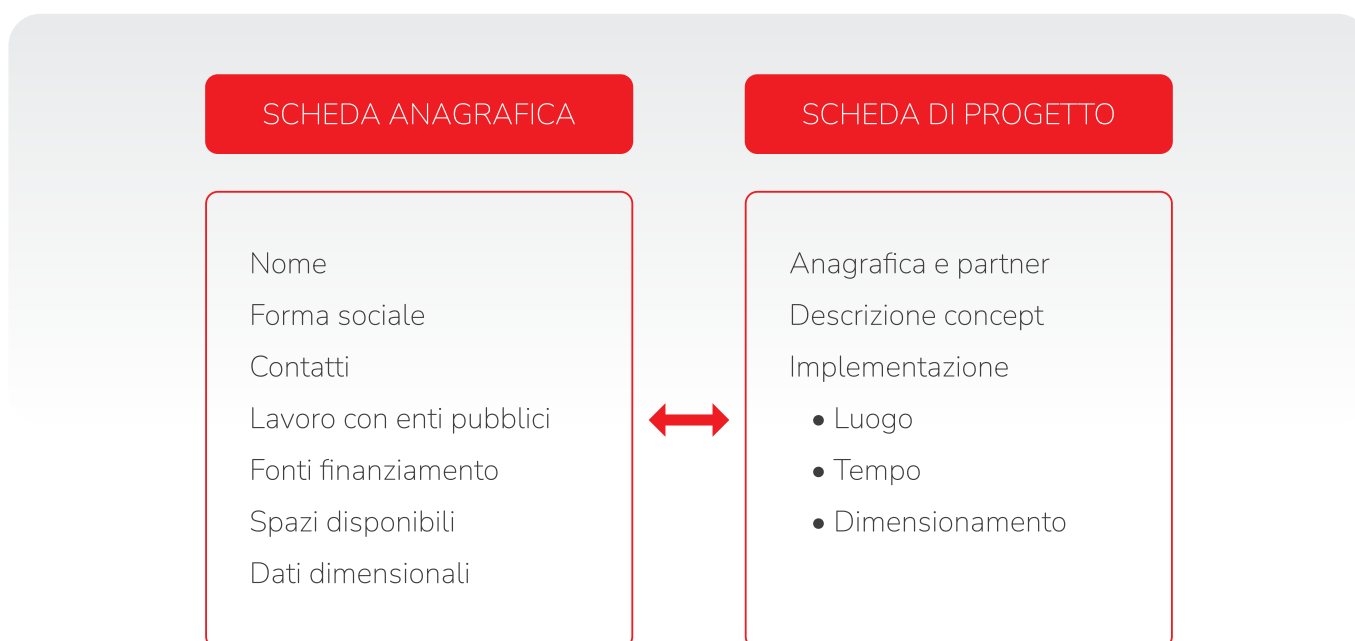 SCHEDA ANAGRAFICA
Nome
Forma sociale
Contatti
Lavoro con enti pubblici
Fonti finanziamento
Spazi disponibili
Dati dimensionali
SCHEDA DI PROGETTO
Anagrafica e partner
Descrizione concept
Implementazione
• Luogo
• Tempo
• Dimensionamento